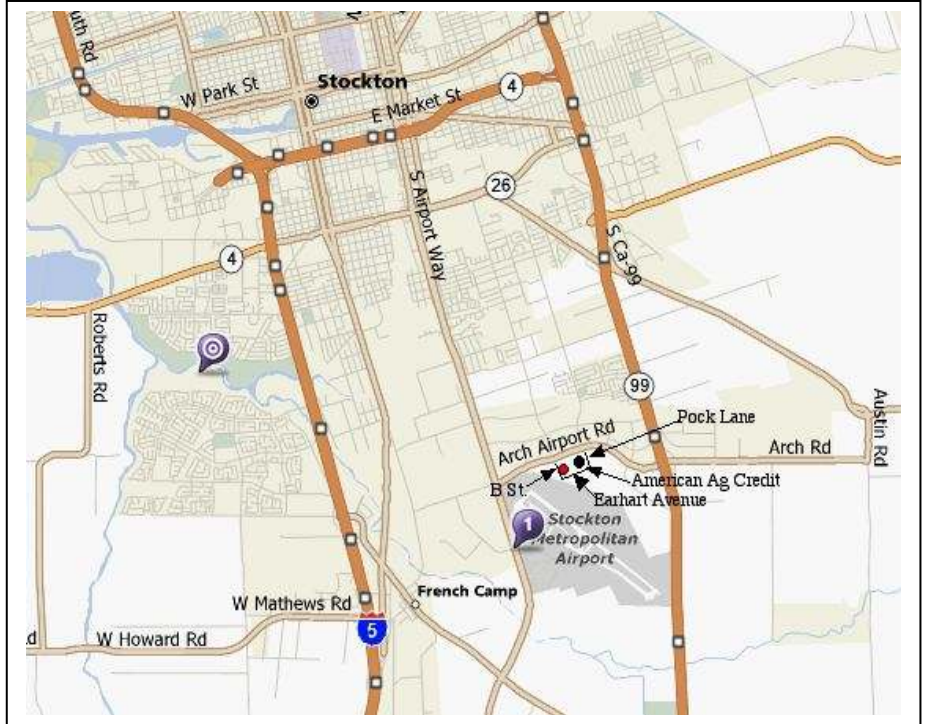 uth Rd
W Park St
Stockton
E Market St
4
26
S Airport Way
S Ca-99
4
Roberts Rd
99
Austin Rd
Pock Lane
Arch Airport Rd
Arch Rd
B St.
American Ag Credit
Earhart Avenue
1
Stockton
Metropolitan
Airport
French Camp
W Mathews Rd
5
W Howard Rd